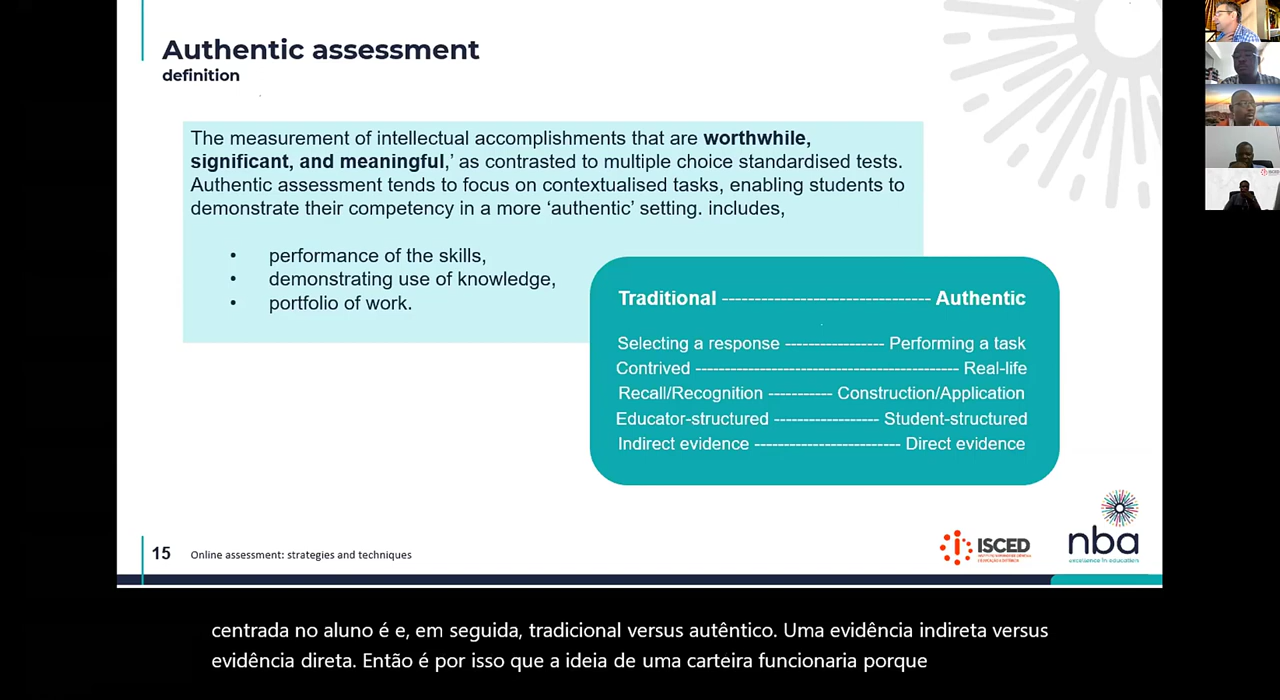 Authentic assessment
definition
The measurement of intellectual accomplishments that are worthwhile,
significant, and meaningful,’ as contrasted to multiple choice standardised tests.
Authentic assessment tends to focus on contextualised tasks, enabling students to
demonstrate their competency in a more ‘authentic’ setting. includes,
• performance of the skills,
• demonstrating use of knowledge,
• portfolio of work.
Traditional -------------------------------- Authentic
Selecting a response ----------------- Performing a task
Contrived --------------------------------------------- Real-life
Recall/Recognition ----------- Construction/Application
Educator-structured ------------------ Student-structured
Indirect evidence ------------------------- Direct evidence
15 Online assessment: strategies and techniques
ISCED
nba
excellence in education
centrada no aluno é e, em seguida, tradicional versus autêntico. Uma evidência indireta versus
evidência direta. Então é por isso que a ideia de uma carteira funcionaria porque